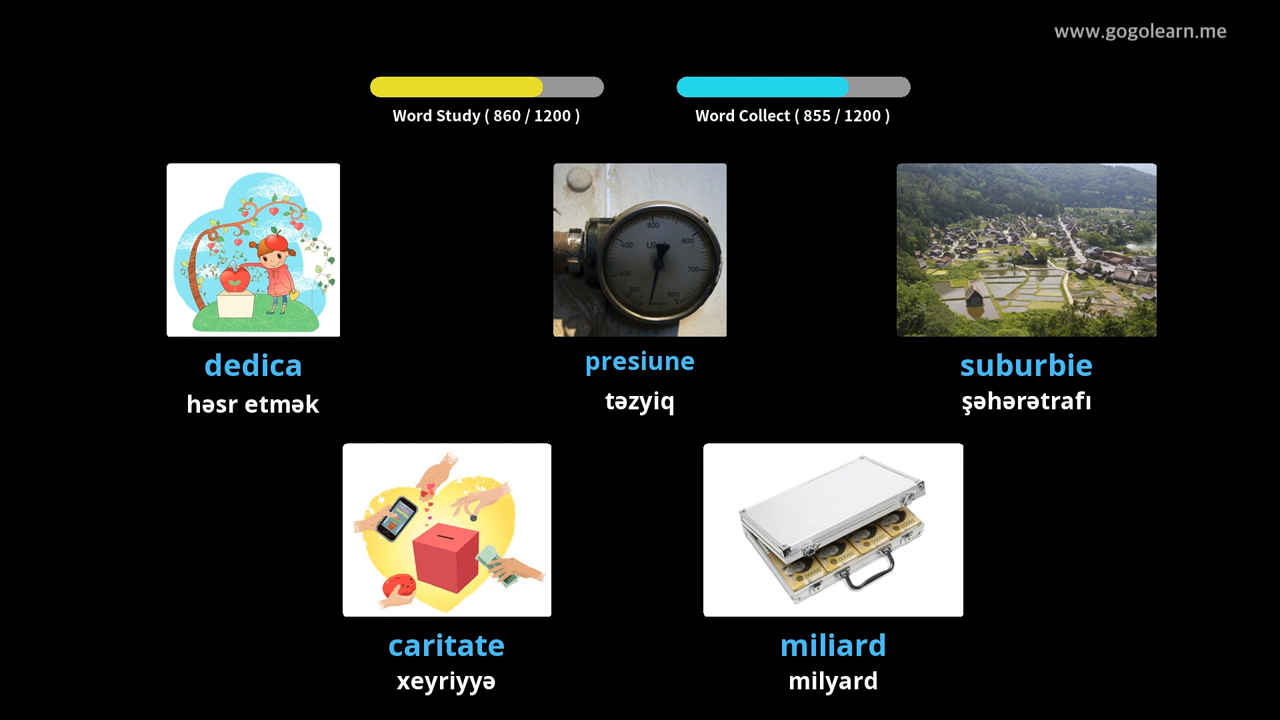 www.gogolearn.me
Word Study ( 860 / 1200 )
Word Collect ( 855 / 1200 )
dedica
həsr etmək
presiune
təzyiq
suburbie
şəhərətrafı
caritate
xeyriyyə
miliard
milyard